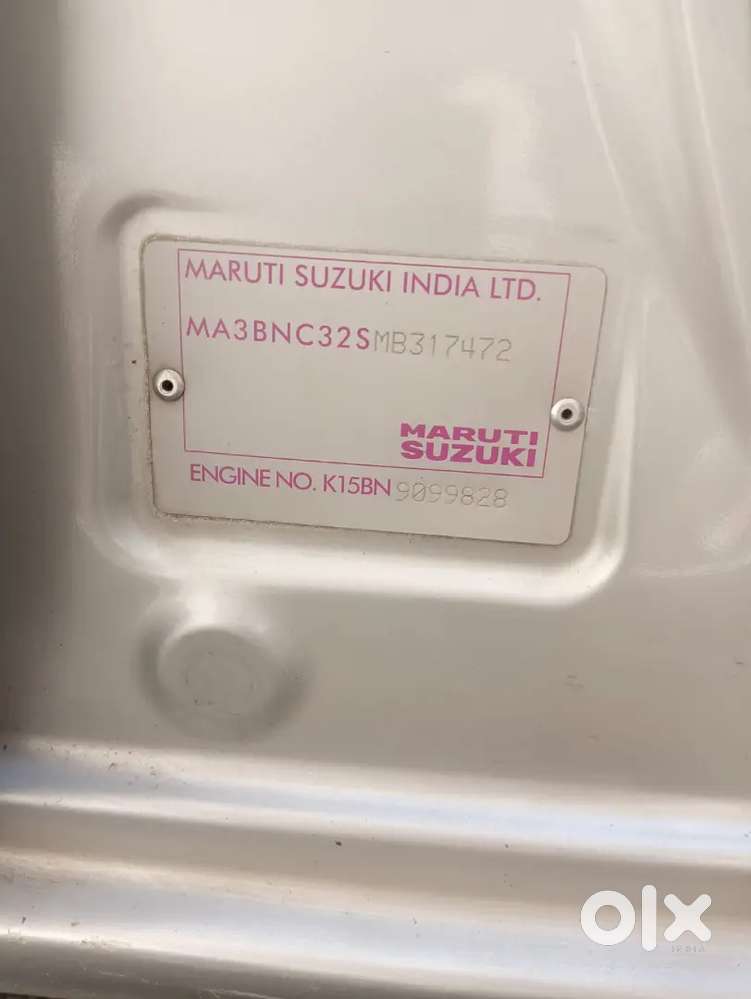 MARUTI SUZUKI INDIA LTD.
MA3BNC32SMB317472
MARUTI
SUZUKI
ENGINE NO. K15BN9099828
olx
INDIA